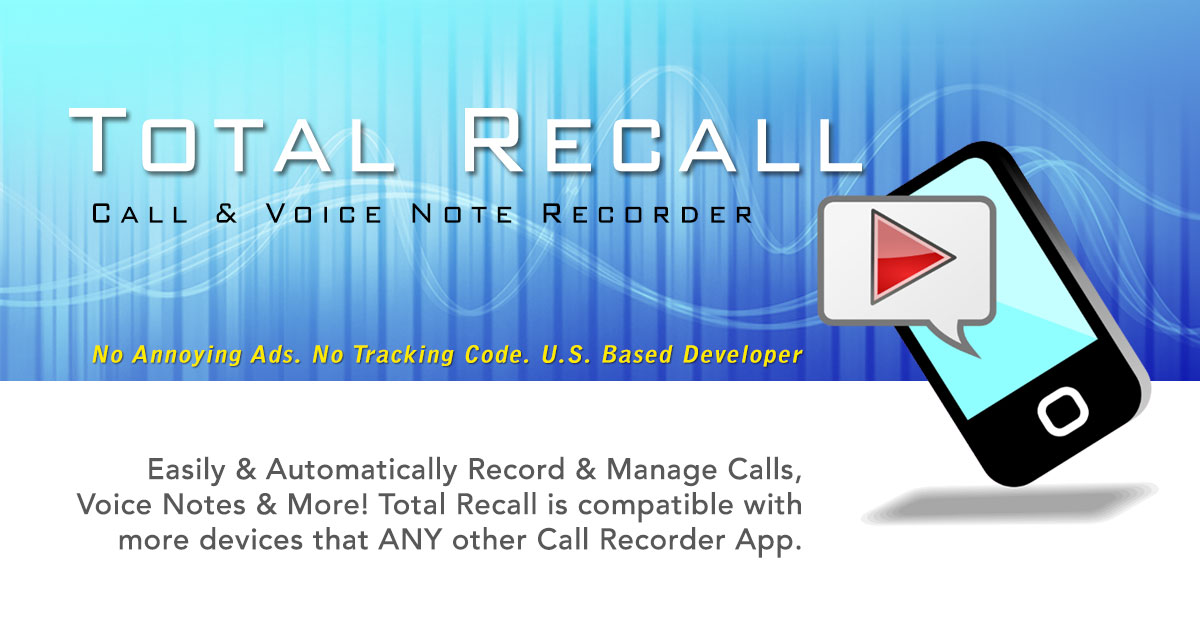 Total Recall
Call & Voice Note Recorder
No Annoying Ads. No Tracking Code. U.S. Based Developer
Easily & Automatically Record & Manage Calls,
Voice Notes & More! Total Recall is compatible with
more devices that ANY other Call Recorder App.